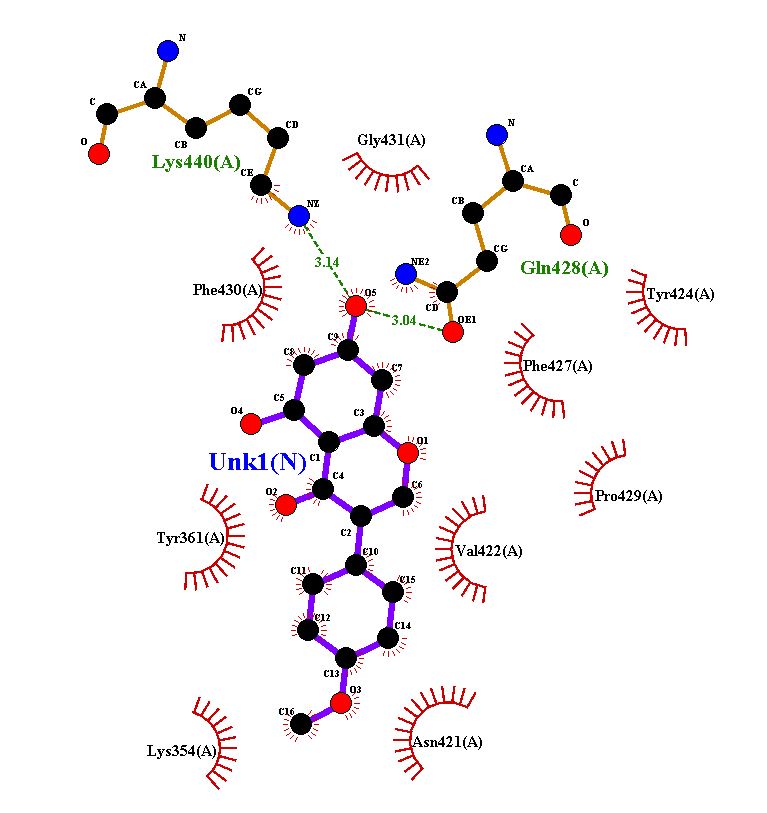 N
CA
CG
C
CD
O
CB
Lys440(A)
CE
NZ
Gly431(A)
N
CA
C
CB
O
CG
NE2
Gln428(A)
CD
OE1
3.14
3.04
Phe430(A)
Tyr424(A)
Phe427(A)
O5
C9
C8
C7
C5
O4
C3
C1
O1
Unk1(N)
C4
O2
C6
C2
Pro429(A)
Tyr361(A)
Val422(A)
C10
C11
C15
C12
C14
C13
O3
C16
Lys354(A)
Asn421(A)